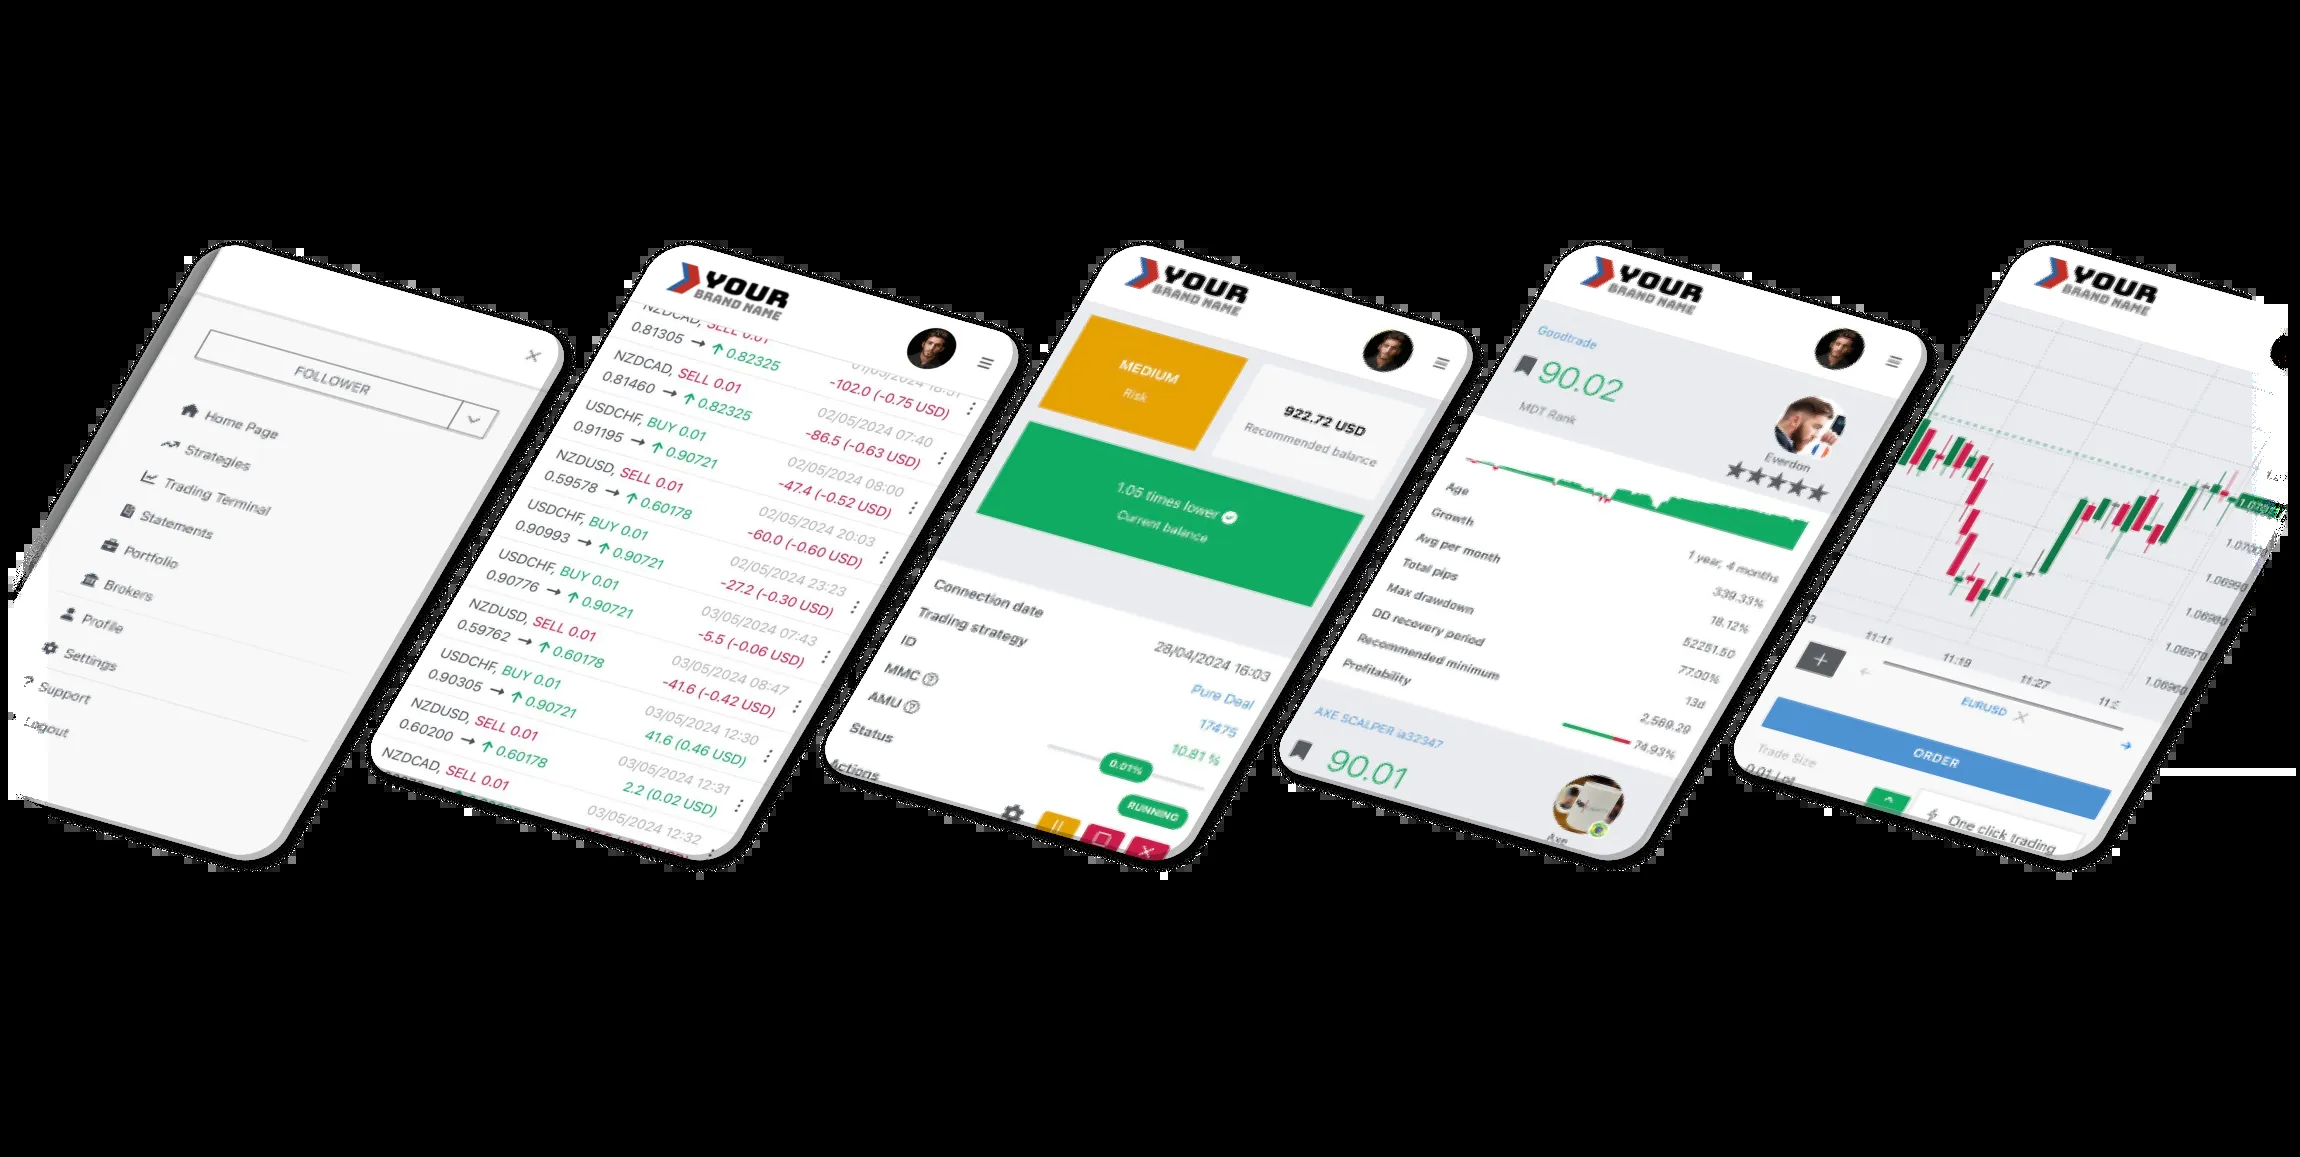 FOLLOWER
Home Page
Strategies
Trading Terminal
Statements
Portfolio
Brokers
Profile
Settings
Support
Logout
YOUR
BRAND NAME
NZDCAD, SELL 0.01
0.81305 → ↑ 0.82325
01/05/2024
-102.0 (-0.75 USD)
NZDCAD, SELL 0.01
02/05/2024 07:40
0.81460 → ↑ 0.82325
-86.5 (-0.63 USD)
USDCHF, BUY 0.01
02/05/2024 08:00
0.91195 → ↑ 0.90721
-47.4 (-0.52 USD)
NZDUSD, SELL 0.01
02/05/2024 20:03
0.59578 → ↑ 0.60178
-60.0 (-0.60 USD)
USDCHF, BUY 0.01
02/05/2024 23:23
0.90993 → ↑ 0.90721
-27.2 (-0.30 USD)
USDCHF, BUY 0.01
03/05/2024 07:43
0.90776 → ↑ 0.90721
-5.5 (-0.06 USD)
NZDUSD, SELL 0.01
03/05/2024 08:47
0.59762 → ↑ 0.60178
-41.6 (-0.42 USD)
USDCHF, BUY 0.01
03/05/2024 12:30
0.90305 → ↑ 0.90721
41.6 (0.46 USD)
NZDUSD, SELL 0.01
03/05/2024 12:31
0.60200 → ↑ 0.60178
2.2 (0.02 USD)
NZDCAD, SELL 0.01
03/05/2024 12:32
YOUR
BRAND NAME
MEDIUM
Risk
922.72 USD
Recommended balance
1.05 times lower
Current balance
Connection date
28/04/2024 16:03
Trading strategy
Pure Deal
ID
17475
MMC
10.81 %
AMU
0.01%
Status
RUNNING
Actions
YOUR
BRAND NAME
Goodtrade
90.02
MDT Rank
Everdon
Age
1 year, 4 months
Growth
339.33%
Avg per month
18.12%
Total pips
52251.50
Max drawdown
77.00%
DD recovery period
13d
Recommended minimum
2,569.29
Profitability
74.93%
AXE SCALPER ia32347
90.01
Axe
YOUR
BRAND NAME
1.06990
1.06980
1.06970
1.06960
11:11
11:19
11:27
EURUSD
ORDER
Trade Size
0.01 Lot
One click trading